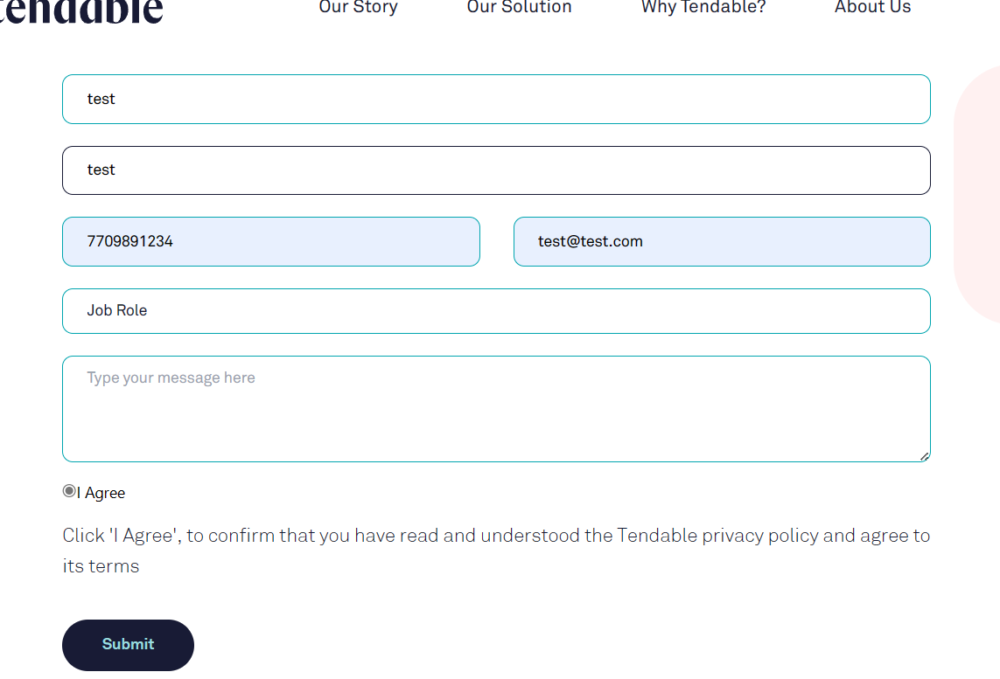 tendable
Our Story Our Solution Why Tendable? About Us
test
test
7709891234 test@test.com
Job Role
Type your message here
I Agree
Click 'I Agree', to confirm that you have read and understood the Tendable privacy policy and agree to
its terms
Submit